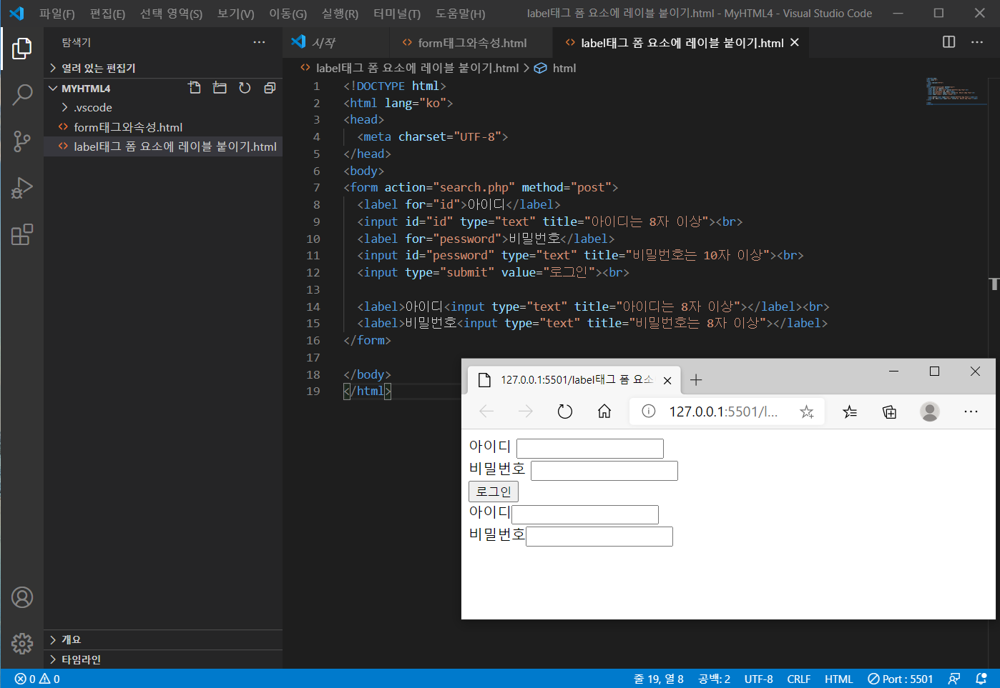 파일(F) 편집(E) 선택 영역(S) 보기(V) 이동(G) 실행(R) 터미널(T) 도움말(H) label태그 폼 요소에 레이블 붙이기.html - MyHTML4 - Visual Studio Code
탐색기
시작
form태그와속성.html
label태그 폼 요소에 레이블 붙이기.html
열려 있는 편집기
MYHTML4
.vscode
form태그와속성.html
label태그 폼 요소에 레이블 붙이기.html
개요
타임라인
label태그 폼 요소에 레이블 붙이기.html > html
1 <!DOCTYPE html>
2 <html lang="ko">
3 <head>
4 <meta charset="UTF-8">
5 </head>
6 <body>
7 <form action="search.php" method="post">
8 <label for="id">아이디</label>
9 <input id="id" type="text" title="아이디는 8자 이상"><br>
10 <label for="pessword">비밀번호</label>
11 <input id="pessword" type="text" title="비밀번호는 10자 이상"><br>
12 <input type="submit" value="로그인"><br>
13
14 <label>아이디<input type="text" title="아이디는 8자 이상"></label><br>
15 <label>비밀번호<input type="text" title="비밀번호는 8자 이상"></label>
16 </form>
17
18 </body>
19 </html>
127.0.0.1:5501/label태그 폼 요소
127.0.0.1:5501/l...
아이디
비밀번호
로그인
아이디
비밀번호
0 0 줄 19, 열 8 공백: 2 UTF-8 CRLF HTML Port : 5501